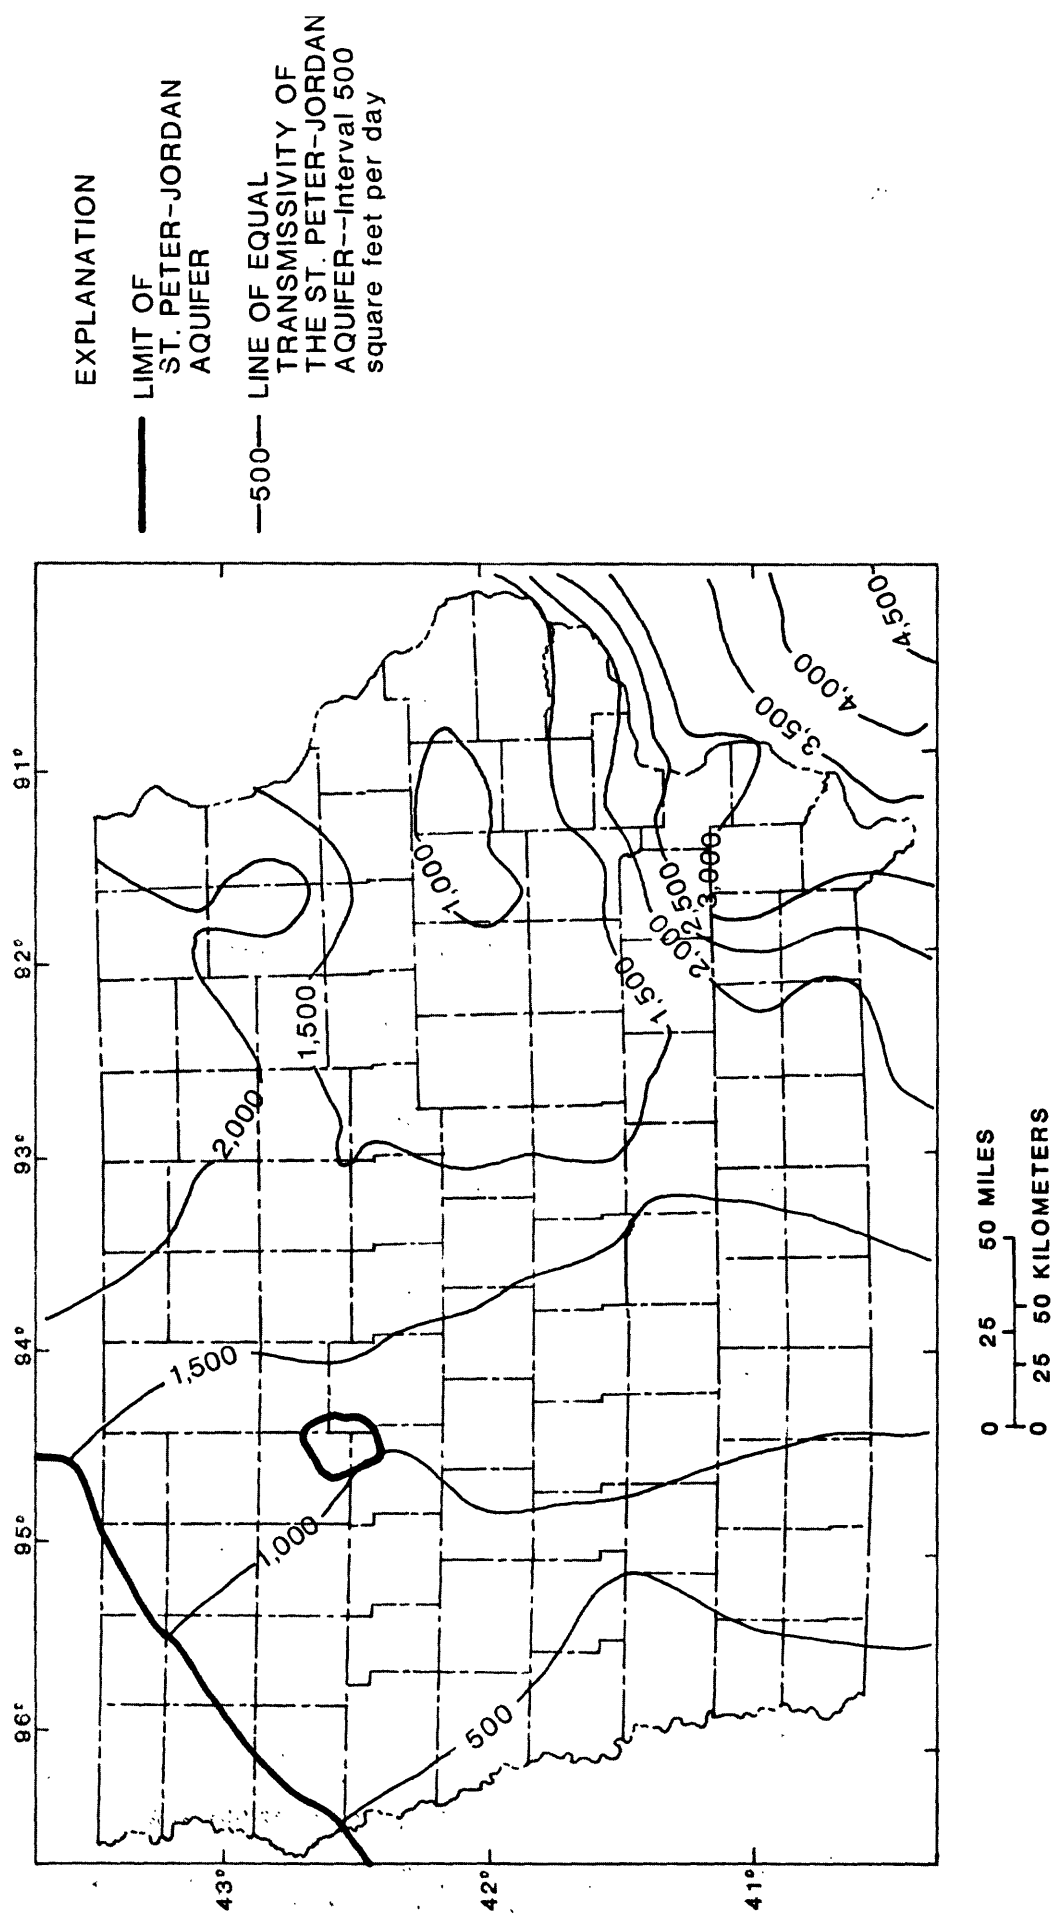 EXPLANATION
LIMIT OF
ST. PETER-JORDAN
AQUIFER
—500— LINE OF EQUAL
TRANSMISSIVITY OF
THE ST. PETER-JORDAN
AQUIFER--Interval 500
square feet per day
96° 95° 94° 93° 92° 91°
43°
42°
41°
2,000
1,500
1,500
1,000
1,000
500
1,500
2,000
2,500
3,000
3,500
4,000
4,500
0 25 50 MILES
0 25 50 KILOMETERS